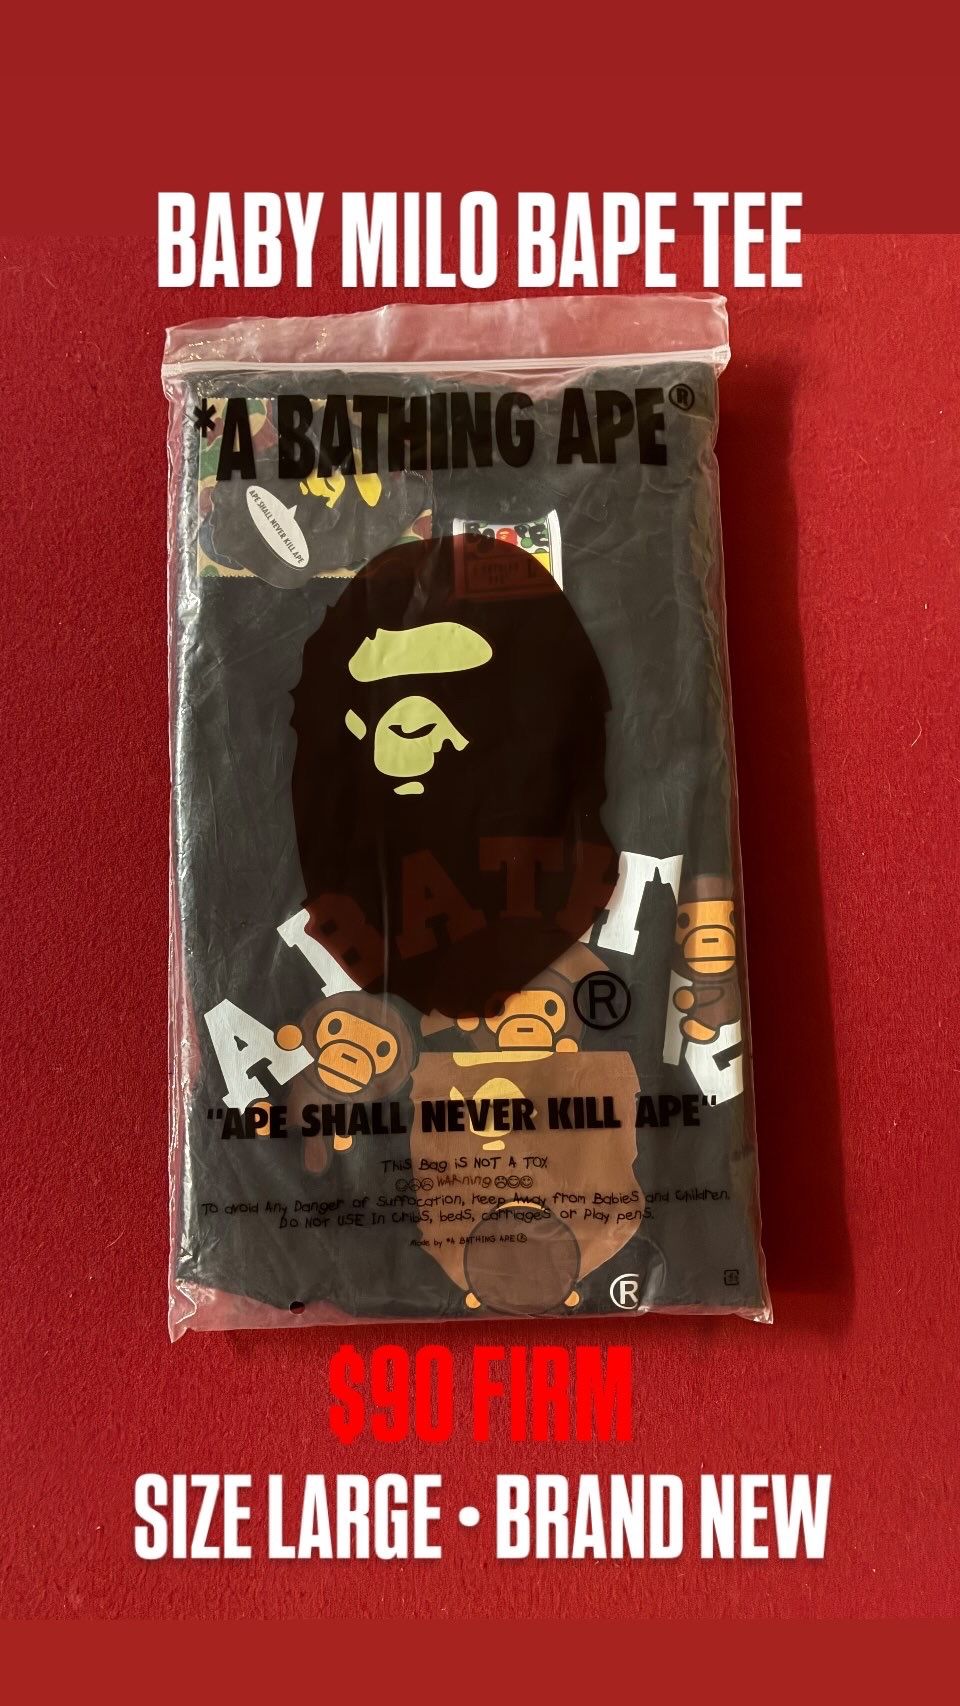 BABY MILO BAPE TEE
*A BATHING APE®
APE SHALL NEVER KILL APE
A BATH
®
"APE SHALL NEVER KILL APE"
This Bag is NOT A TOY
WARNING
To avoid Any Danger of Suffocation, Keep Away from Babies and Children.
Do NOT USE In Cribs, beds, carriages or Play pens.
Made by *A BATHING APE®
®
$90 FIRM
SIZE LARGE • BRAND NEW